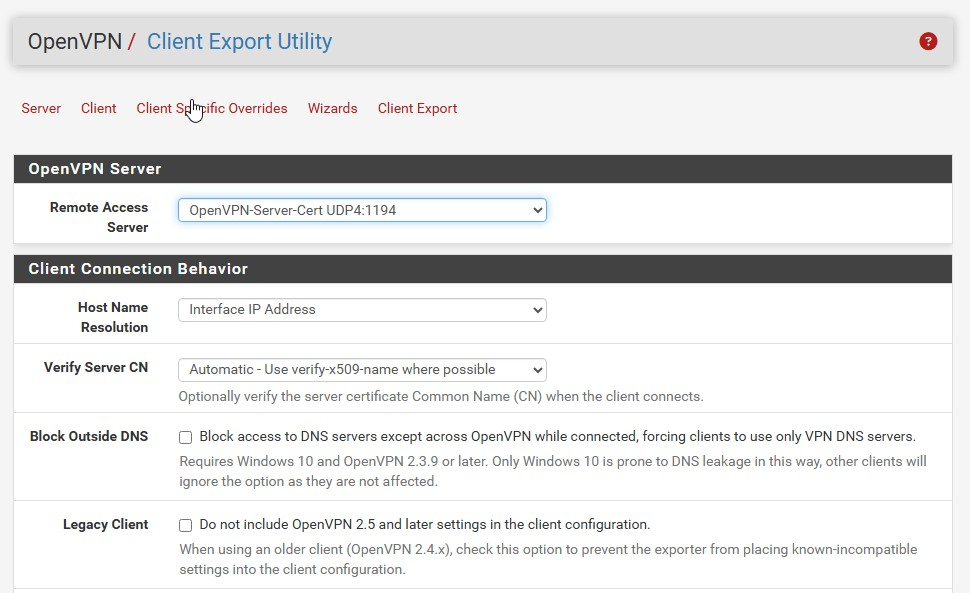 OpenVPN / Client Export Utility
?
Server Client Client Specific Overrides Wizards Client Export
OpenVPN Server
Remote Access
Server
OpenVPN-Server-Cert UDP4:1194
Client Connection Behavior
Host Name
Resolution
Interface IP Address
Verify Server CN
Automatic - Use verify-x509-name where possible
Optionally verify the server certificate Common Name (CN) when the client connects.
Block Outside DNS
Block access to DNS servers except across OpenVPN while connected, forcing clients to use only VPN DNS servers.
Requires Windows 10 and OpenVPN 2.3.9 or later. Only Windows 10 is prone to DNS leakage in this way, other clients will
ignore the option as they are not affected.
Legacy Client
Do not include OpenVPN 2.5 and later settings in the client configuration.
When using an older client (OpenVPN 2.4.x), check this option to prevent the exporter from placing known-incompatible
settings into the client configuration.